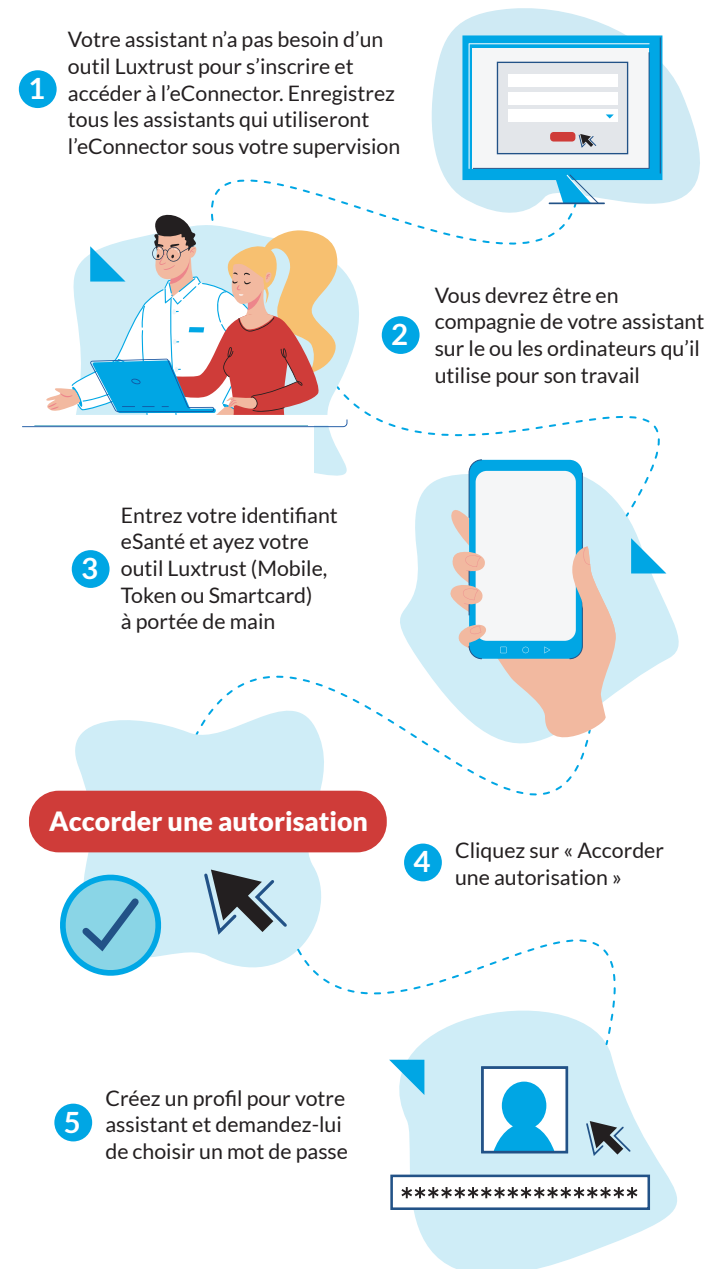 1
Votre assistant n’a pas besoin d’un
outil Luxtrust pour s’inscrire et
accéder à l’eConnector. Enregistrez
tous les assistants qui utiliseront
l’eConnector sous votre supervision
2
Vous devrez être en
compagnie de votre assistant
sur le ou les ordinateurs qu’il
utilise pour son travail
3
Entrez votre identifiant
eSanté et ayez votre
outil Luxtrust (Mobile,
Token ou Smartcard)
à portée de main
Accorder une autorisation
4
Cliquez sur « Accorder
une autorisation »
5
Créez un profil pour votre
assistant et demandez-lui
de choisir un mot de passe
******************